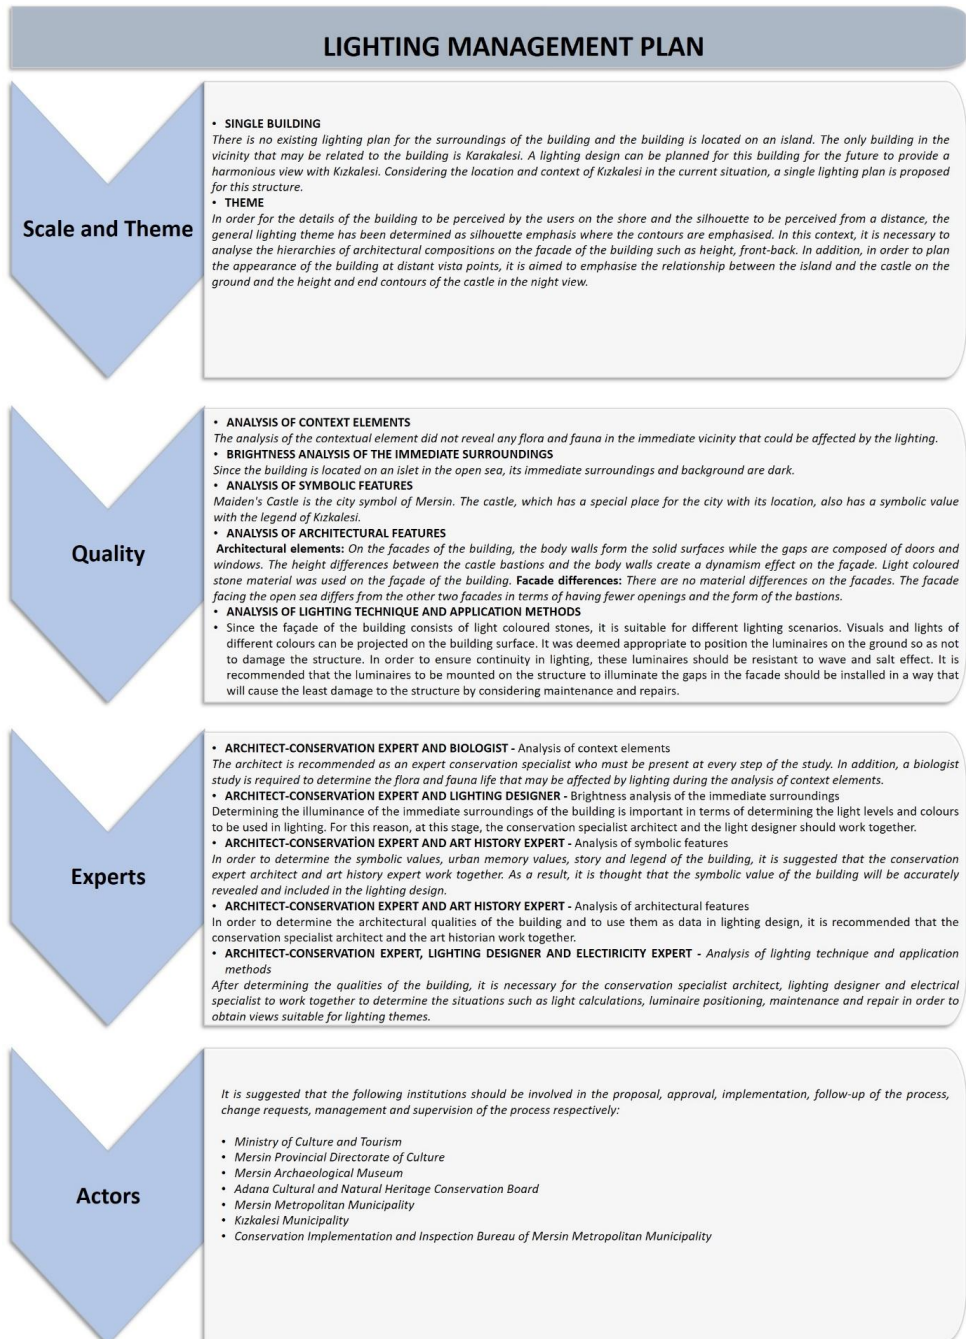 LIGHTING MANAGEMENT PLAN
Scale and Theme
• SINGLE BUILDING
There is no existing lighting plan for the surroundings of the building and the building is located on an island. The only building in the
vicinity that may be related to the building is Karakalesi. A lighting design can be planned for this building for the future to provide a
harmonious view with Kızkalesi. Considering the location and context of Kızkalesi in the current situation, a single lighting plan is proposed
for this structure.
• THEME
In order for the details of the building to be perceived by the users on the shore and the silhouette to be perceived from a distance, the
general lighting theme has been determined as silhouette emphasis where the contours are emphasised. In this context, it is necessary to
analyse the hierarchies of architectural compositions on the facade of the building such as height, front-back. In addition, in order to plan
the appearance of the building at distant vista points, it is aimed to emphasise the relationship between the island and the castle on the
ground and the height and end contours of the castle in the night view.
Quality
• ANALYSIS OF CONTEXT ELEMENTS
The analysis of the contextual element did not reveal any flora and fauna in the immediate vicinity that could be affected by the lighting.
• BRIGHTNESS ANALYSIS OF THE IMMEDIATE SURROUNDINGS
Since the building is located on an islet in the open sea, its immediate surroundings and background are dark.
• ANALYSIS OF SYMBOLIC FEATURES
Maiden's Castle is the city symbol of Mersin. The castle, which has a special place for the city with its location, also has a symbolic value
with the legend of Kızkalesi.
• ANALYSIS OF ARCHITECTURAL FEATURES
Architectural elements: On the facades of the building, the body walls form the solid surfaces while the gaps are composed of doors and
windows. The height differences between the castle bastions and the body walls create a dynamism effect on the façade. Light coloured
stone material was used on the façade of the building. Facade differences: There are no material differences on the facades. The facade
facing the open sea differs from the other two facades in terms of having fewer openings and the form of the bastions.
• ANALYSIS OF LIGHTING TECHNIQUE AND APPLICATION METHODS
• Since the façade of the building consists of light coloured stones, it is suitable for different lighting scenarios. Visuals and lights of
different colours can be projected on the building surface. It was deemed appropriate to position the luminaires on the ground so as not
to damage the structure. In order to ensure continuity in lighting, these luminaires should be resistant to wave and salt effect. It is
recommended that the luminaires to be mounted on the structure to illuminate the gaps in the facade should be installed in a way that
will cause the least damage to the structure by considering maintenance and repairs.
Experts
• ARCHITECT-CONSERVATION EXPERT AND BIOLOGIST - Analysis of context elements
The architect is recommended as an expert conservation specialist who must be present at every step of the study. In addition, a biologist
study is required to determine the flora and fauna life that may be affected by lighting during the analysis of context elements.
• ARCHITECT-CONSERVATİON EXPERT AND LIGHTING DESIGNER - Brightness analysis of the immediate surroundings
Determining the illuminance of the immediate surroundings of the building is important in terms of determining the light levels and colours
to be used in lighting. For this reason, at this stage, the conservation specialist architect and the light designer should work together.
• ARCHITECT-CONSERVATİON EXPERT AND ART HISTORY EXPERT - Analysis of symbolic features
In order to determine the symbolic values, urban memory values, story and legend of the building, it is suggested that the conservation
expert architect and art history expert work together. As a result, it is thought that the symbolic value of the building will be accurately
revealed and included in the lighting design.
• ARCHITECT-CONSERVATION EXPERT AND ART HISTORY EXPERT - Analysis of architectural features
In order to determine the architectural qualities of the building and to use them as data in lighting design, it is recommended that the
conservation specialist architect and the art historian work together.
• ARCHITECT-CONSERVATION EXPERT, LIGHTING DESIGNER AND ELECTIRICITY EXPERT - Analysis of lighting technique and application
methods
After determining the qualities of the building, it is necessary for the conservation specialist architect, lighting designer and electrical
specialist to work together to determine the situations such as light calculations, luminaire positioning, maintenance and repair in order to
obtain views suitable for lighting themes.
Actors
It is suggested that the following institutions should be involved in the proposal, approval, implementation, follow-up of the process,
change requests, management and supervision of the process respectively:
• Ministry of Culture and Tourism
• Mersin Provincial Directorate of Culture
• Mersin Archaeological Museum
• Adana Cultural and Natural Heritage Conservation Board
• Mersin Metropolitan Municipality
• Kızkalesi Municipality
• Conservation Implementation and Inspection Bureau of Mersin Metropolitan Municipality